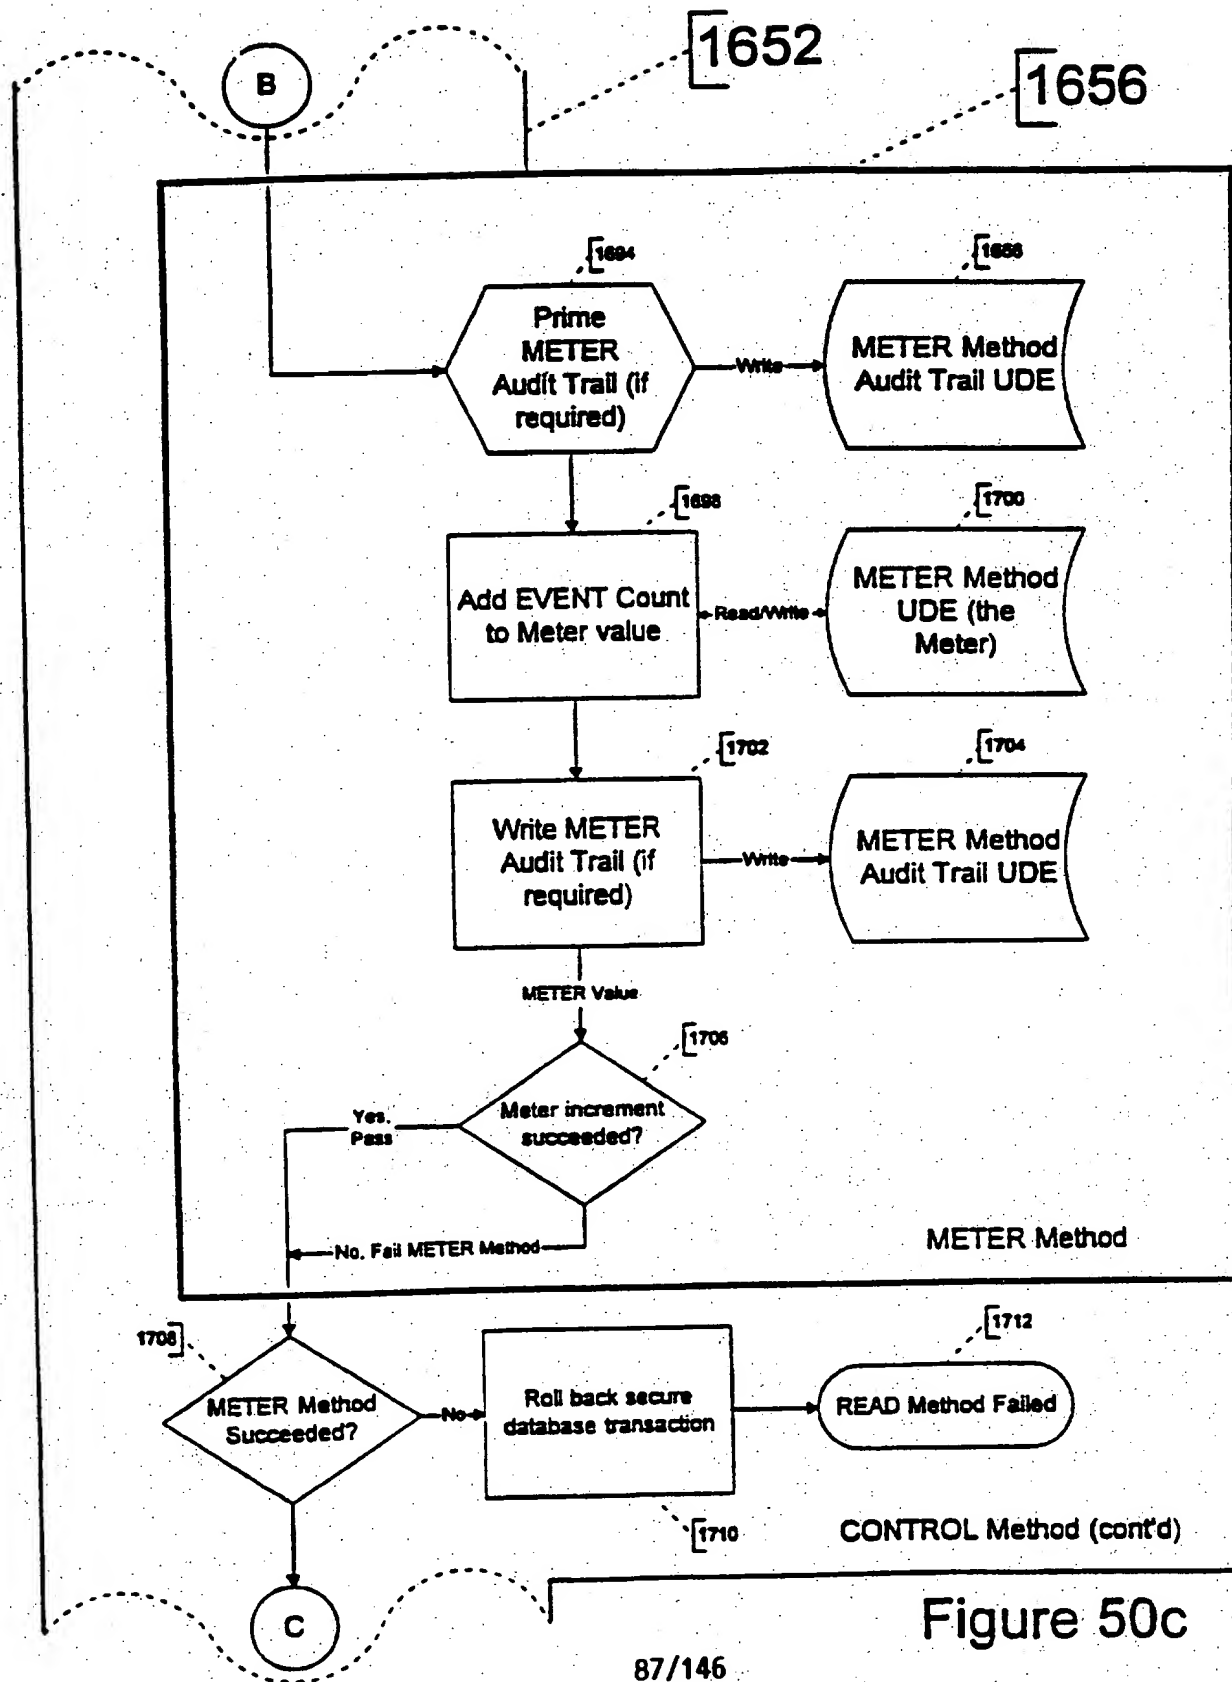 1652
B
1656
1694
Prime
METER
Audit Trail (if
required)
Write
METER Method
Audit Trail UDE
1698
Add EVENT Count
to Meter value
Read/Write
1700
METER Method
UDE (the
Meter)
1702
Write METER
Audit Trail (if
required)
Write
1704
METER Method
Audit Trail UDE
METER Value
1706
Meter increment
succeeded?
Yes.
Pass
No. Fail METER Method
METER Method
1708
METER Method
Succeeded?
No
Roll back secure
database transaction
1710
1712
READ Method Failed
CONTROL Method (cont'd)
C
Figure 50c
87/146